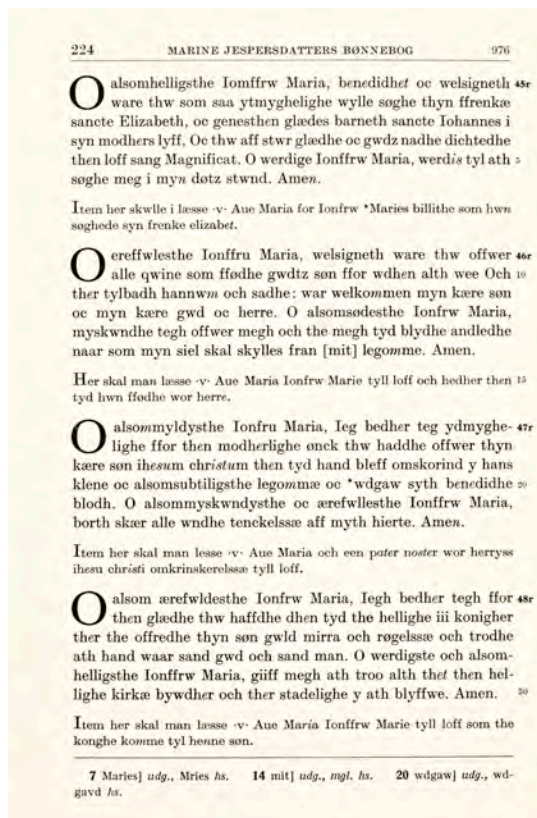 224 MARINE JESPERSDATTERS BØNNEBOG 976
O alsomhelligsthe Iomffrw Maria, benedidhet oc welsigneth 45r
ware thw som saa ytmyghelighe wylle søghe thyn ffrenkæ
sancte Elizabeth, oc genesthen glædes barneth sancte Iohannes i
syn modhers lyff, Oc thw aff stwr glædhe oc gwdz nadhe dichtedhe
then loff sang Magnificat. O werdige Ionffrw Maria, werdis tyl ath 5
søghe meg i myn døtz stwnd. Amen.
Item her skwlle i læsse ·v· Aue Maria for Ionfrw *Maries billithe som hwn
søghede syn frenke elizabet.
O ereffwlesthe Ionffru Maria, welsigneth ware thw offwer 46r
alle qwine som ffødhe gwdtz søn ffor wdhen alth wee Och 10
ther tylbadh hannwm och sadhe: war welkommen myn kære søn
oc myn kære gwd oc herre. O alsomsødesthe Ionfrw Maria,
myskwndhe tegh offwer megh och the megh tyd blydhe andledhe
naar som myn siel skal skylles fran [mit] legomme. Amen.
Her skal man læsse ·v· Aue Maria Ionfrw Marie tyll loff och hedher then 15
tyd hwn ffødhe wor herre.
O alsommyldysthe Ionfru Maria, Ieg bedher teg ydmyghe- 47r
lighe ffor then modherlighe ønck thw haddhe offwer thyn
kære søn ihesum christum then tyd hand bleff omskorind y hans
klene oc alsomsubtiligsthe legommæ oc *wdgaw syth benedidhe 20
blodh. O alsommyskwndysthe oc ærefwllesthe Ionffrw Maria,
borth skær alle wndhe tenckelssæ aff myth hierte. Amen.
Item her skal man lesse ·v· Aue Maria och een pater noster wor herryss
ihesu christi omkrinskerelssæ tyll loff.
O alsom ærefwldesthe Ionfrw Maria, Iegh bedher tegh ffor 48r
then glædhe thw haffdhe dhen tyd the hellighe iii konigher
ther the offredhe thyn søn gwld mirra och røgelssæ och trodhe
ath hand waar sand gwd och sand man. O werdigste och alsom-
helligsthe Ionffrw Maria, giiff megh ath troo alth thet then hel-
lighe kirkæ bywdher och ther stadelighe y ath blyffwe. Amen. 30
Item her skal man læsse ·v· Aue Maria Ionffrw Marie tyll loff som the
konghe komme tyl henne søn.
7 Maries] udg., Mries hs. 14 mit] udg., mgl. hs. 20 wdgaw] udg., wd-
gavd hs.